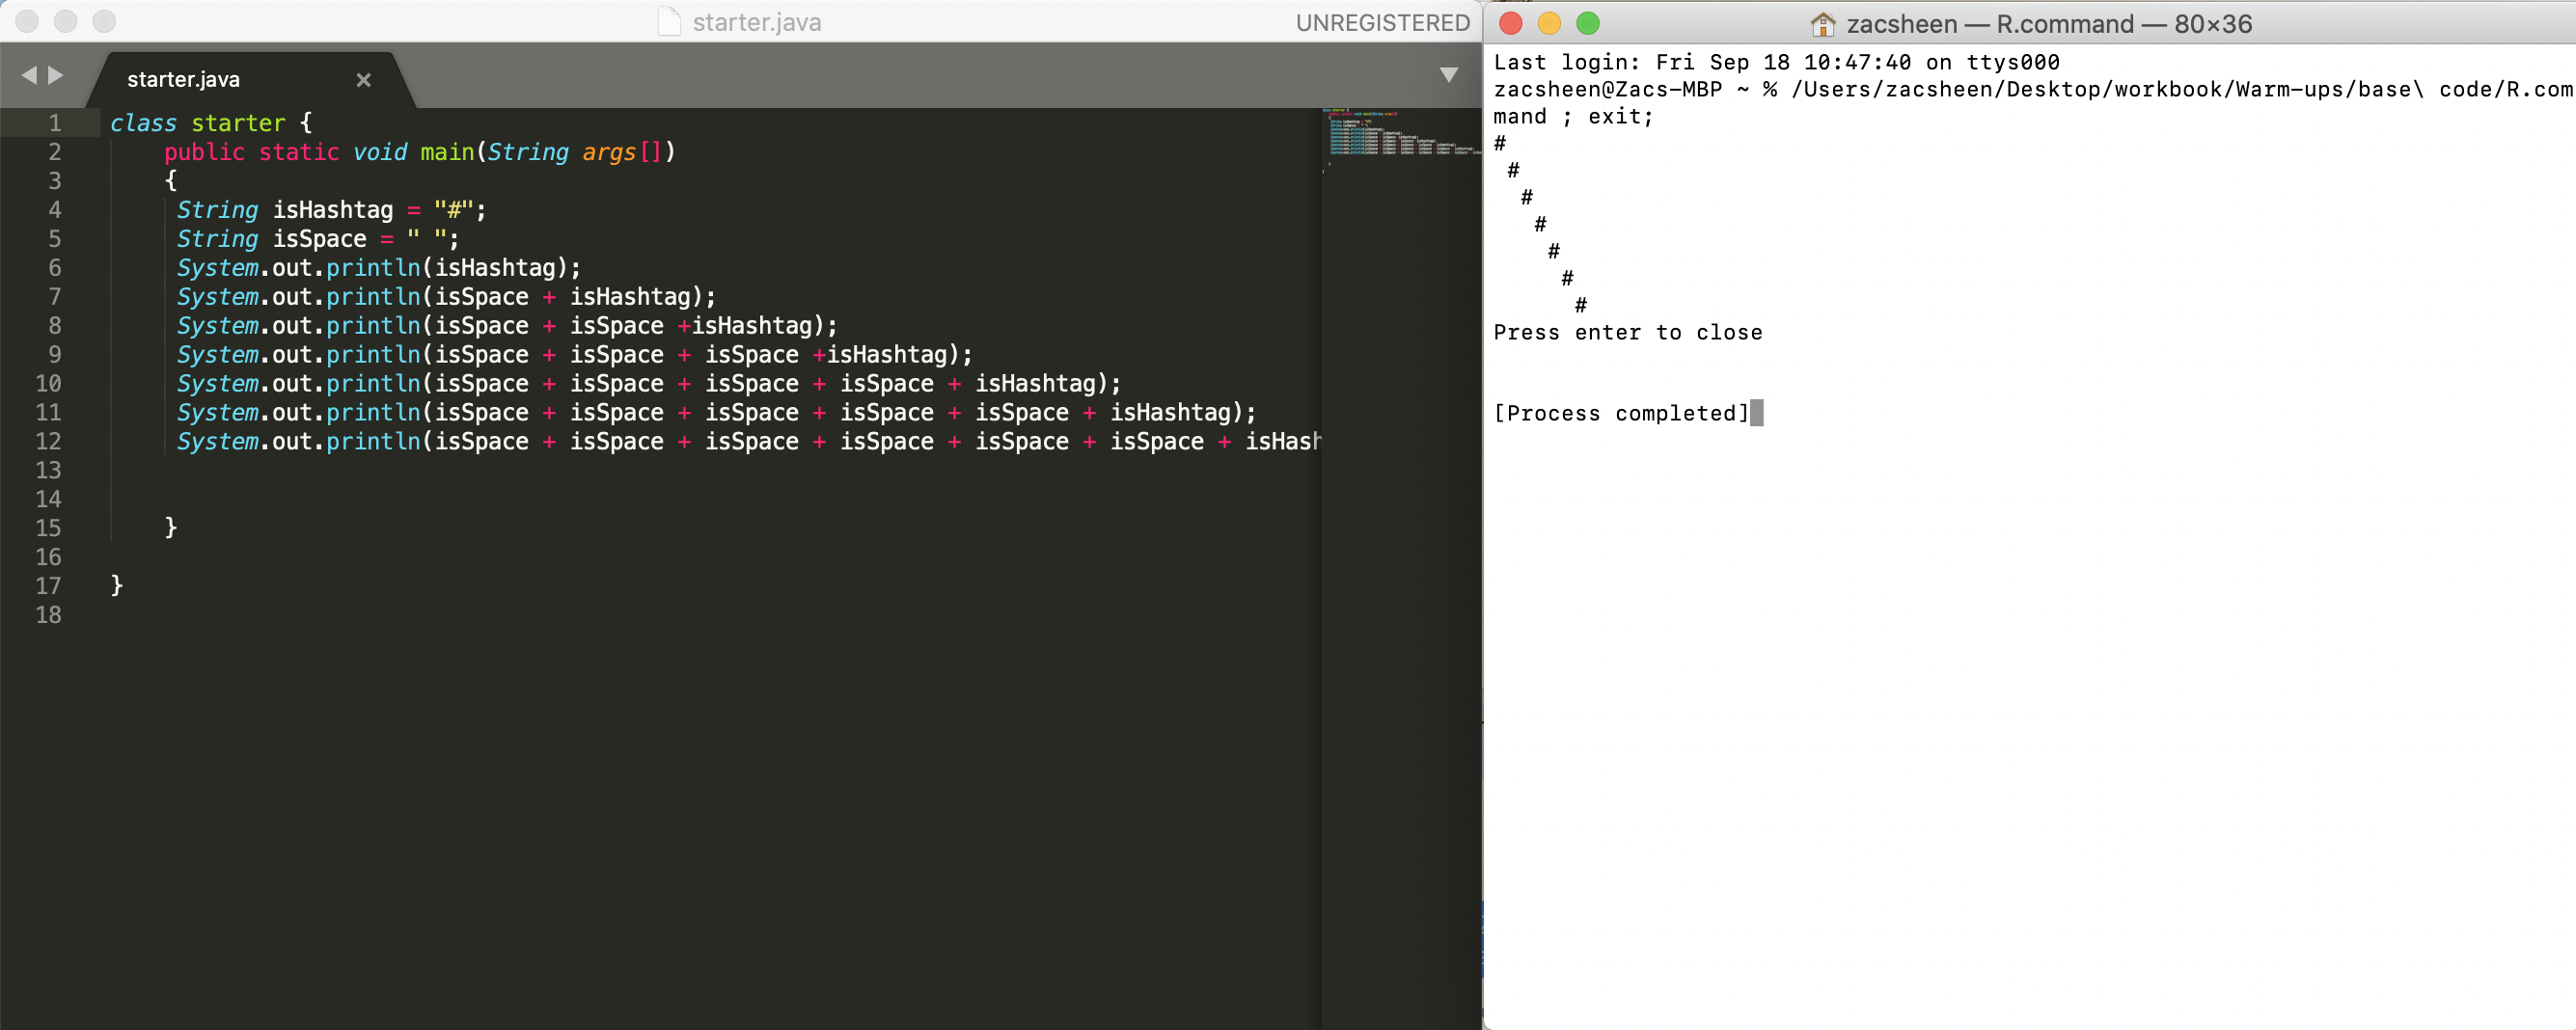 starter.java
UNREGISTERED
starter.java ×
1 class starter {
2     public static void main(String args[])
3     {
4      String isHashtag = "#";
5      String isSpace = " ";
6      System.out.println(isHashtag);
7      System.out.println(isSpace + isHashtag);
8      System.out.println(isSpace + isSpace +isHashtag);
9      System.out.println(isSpace + isSpace + isSpace +isHashtag);
10      System.out.println(isSpace + isSpace + isSpace + isSpace + isHashtag);
11      System.out.println(isSpace + isSpace + isSpace + isSpace + isSpace + isHashtag);
12      System.out.println(isSpace + isSpace + isSpace + isSpace + isSpace + isSpace + isHash
13
14
15     }
16
17 }
18
zacsheen — R.command — 80×36
Last login: Fri Sep 18 10:47:40 on ttys000
zacsheen@Zacs-MBP ~ % /Users/zacsheen/Desktop/workbook/Warm-ups/base\ code/R.com
mand ; exit;
#
 #
  #
   #
    #
     #
      #
Press enter to close
[Process completed]